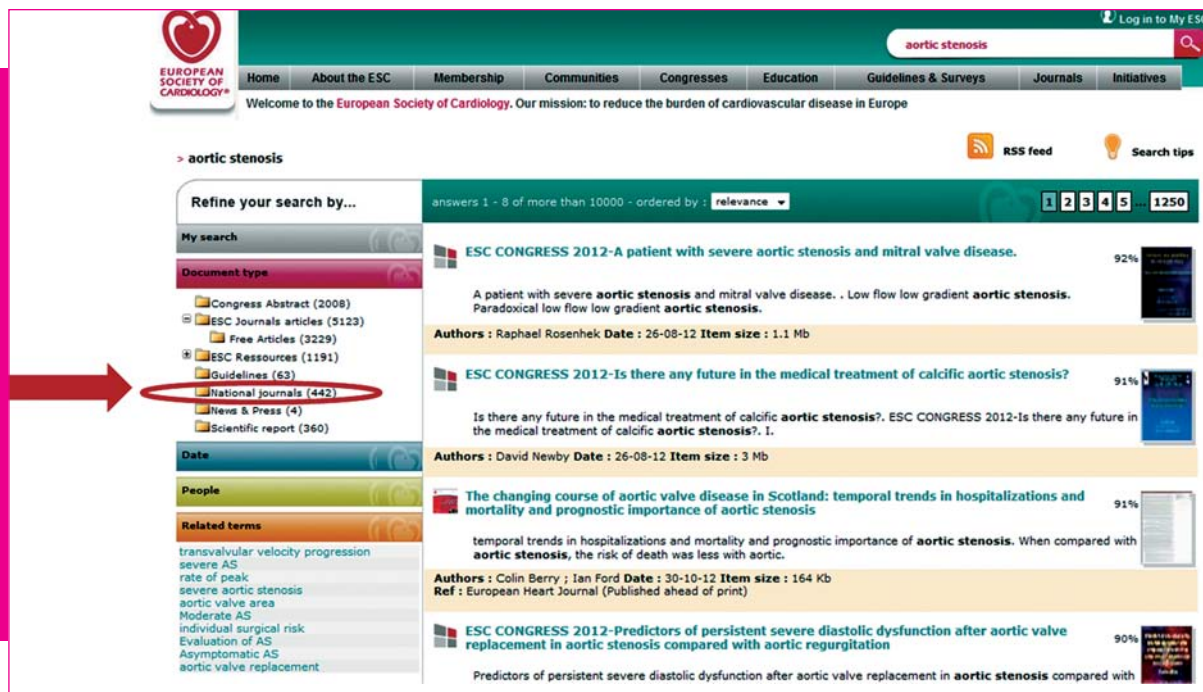 Log in to My ESC
aortic stenosis
EUROPEAN
SOCIETY OF
CARDIOLOGY®
Home About the ESC Membership Communities Congresses Education Guidelines & Surveys Journals Initiatives
Welcome to the European Society of Cardiology. Our mission: to reduce the burden of cardiovascular disease in Europe
> aortic stenosis
RSS feed
Search tips
Refine your search by...
My search
Document type
Congress Abstract (2008)
ESC Journals articles (5123)
Free Articles (3229)
ESC Ressources (1191)
Guidelines (63)
National journals (442)
News & Press (4)
Scientific report (360)
Date
People
Related terms
transvalvular velocity progression
severe AS
rate of peak
severe aortic stenosis
aortic valve area
Moderate AS
individual surgical risk
Evaluation of AS
Asymptomatic AS
aortic valve replacement
answers 1 - 8 of more than 10000 - ordered by : relevance
1 2 3 4 5 ... 1250
ESC CONGRESS 2012-A patient with severe aortic stenosis and mitral valve disease.
92%
A patient with severe aortic stenosis and mitral valve disease. . Low flow low gradient aortic stenosis.
Paradoxical low flow low gradient aortic stenosis.
Authors : Raphael Rosenhek Date : 26-08-12 Item size : 1.1 Mb
ESC CONGRESS 2012-Is there any future in the medical treatment of calcific aortic stenosis?
91%
Is there any future in the medical treatment of calcific aortic stenosis?. ESC CONGRESS 2012-Is there any future in
the medical treatment of calcific aortic stenosis?. I.
Authors : David Newby Date : 26-08-12 Item size : 3 Mb
The changing course of aortic valve disease in Scotland: temporal trends in hospitalizations and
mortality and prognostic importance of aortic stenosis
91%
temporal trends in hospitalizations and mortality and prognostic importance of aortic stenosis. When compared with
aortic stenosis, the risk of death was less with aortic.
Authors : Colin Berry ; Ian Ford Date : 30-10-12 Item size : 164 Kb
Ref : European Heart Journal (Published ahead of print)
ESC CONGRESS 2012-Predictors of persistent severe diastolic dysfunction after aortic valve
replacement in aortic stenosis compared with aortic regurgitation
90%
Predictors of persistent severe diastolic dysfunction after aortic valve replacement in aortic stenosis compared with